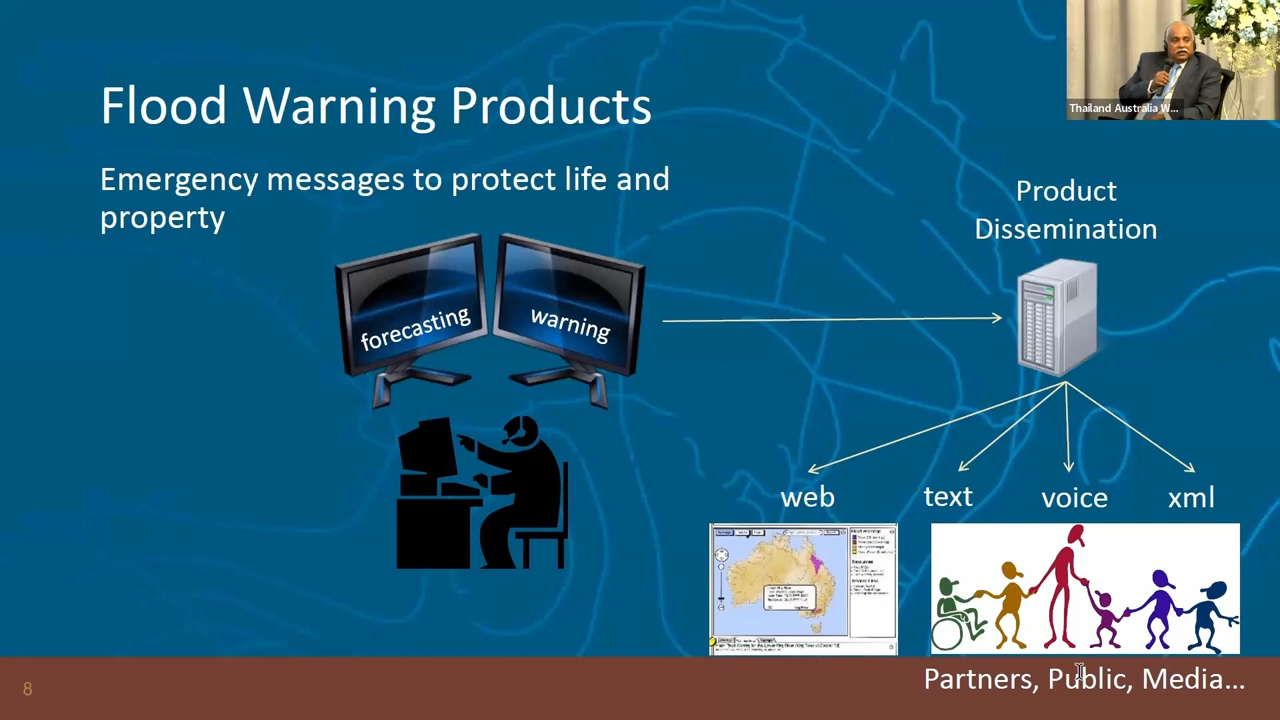 Thailand Australia W...
Flood Warning Products
Emergency messages to protect life and
property
Product
Dissemination
forecasting
warning
web
text
voice
xml
Partners, Public, Media...
8